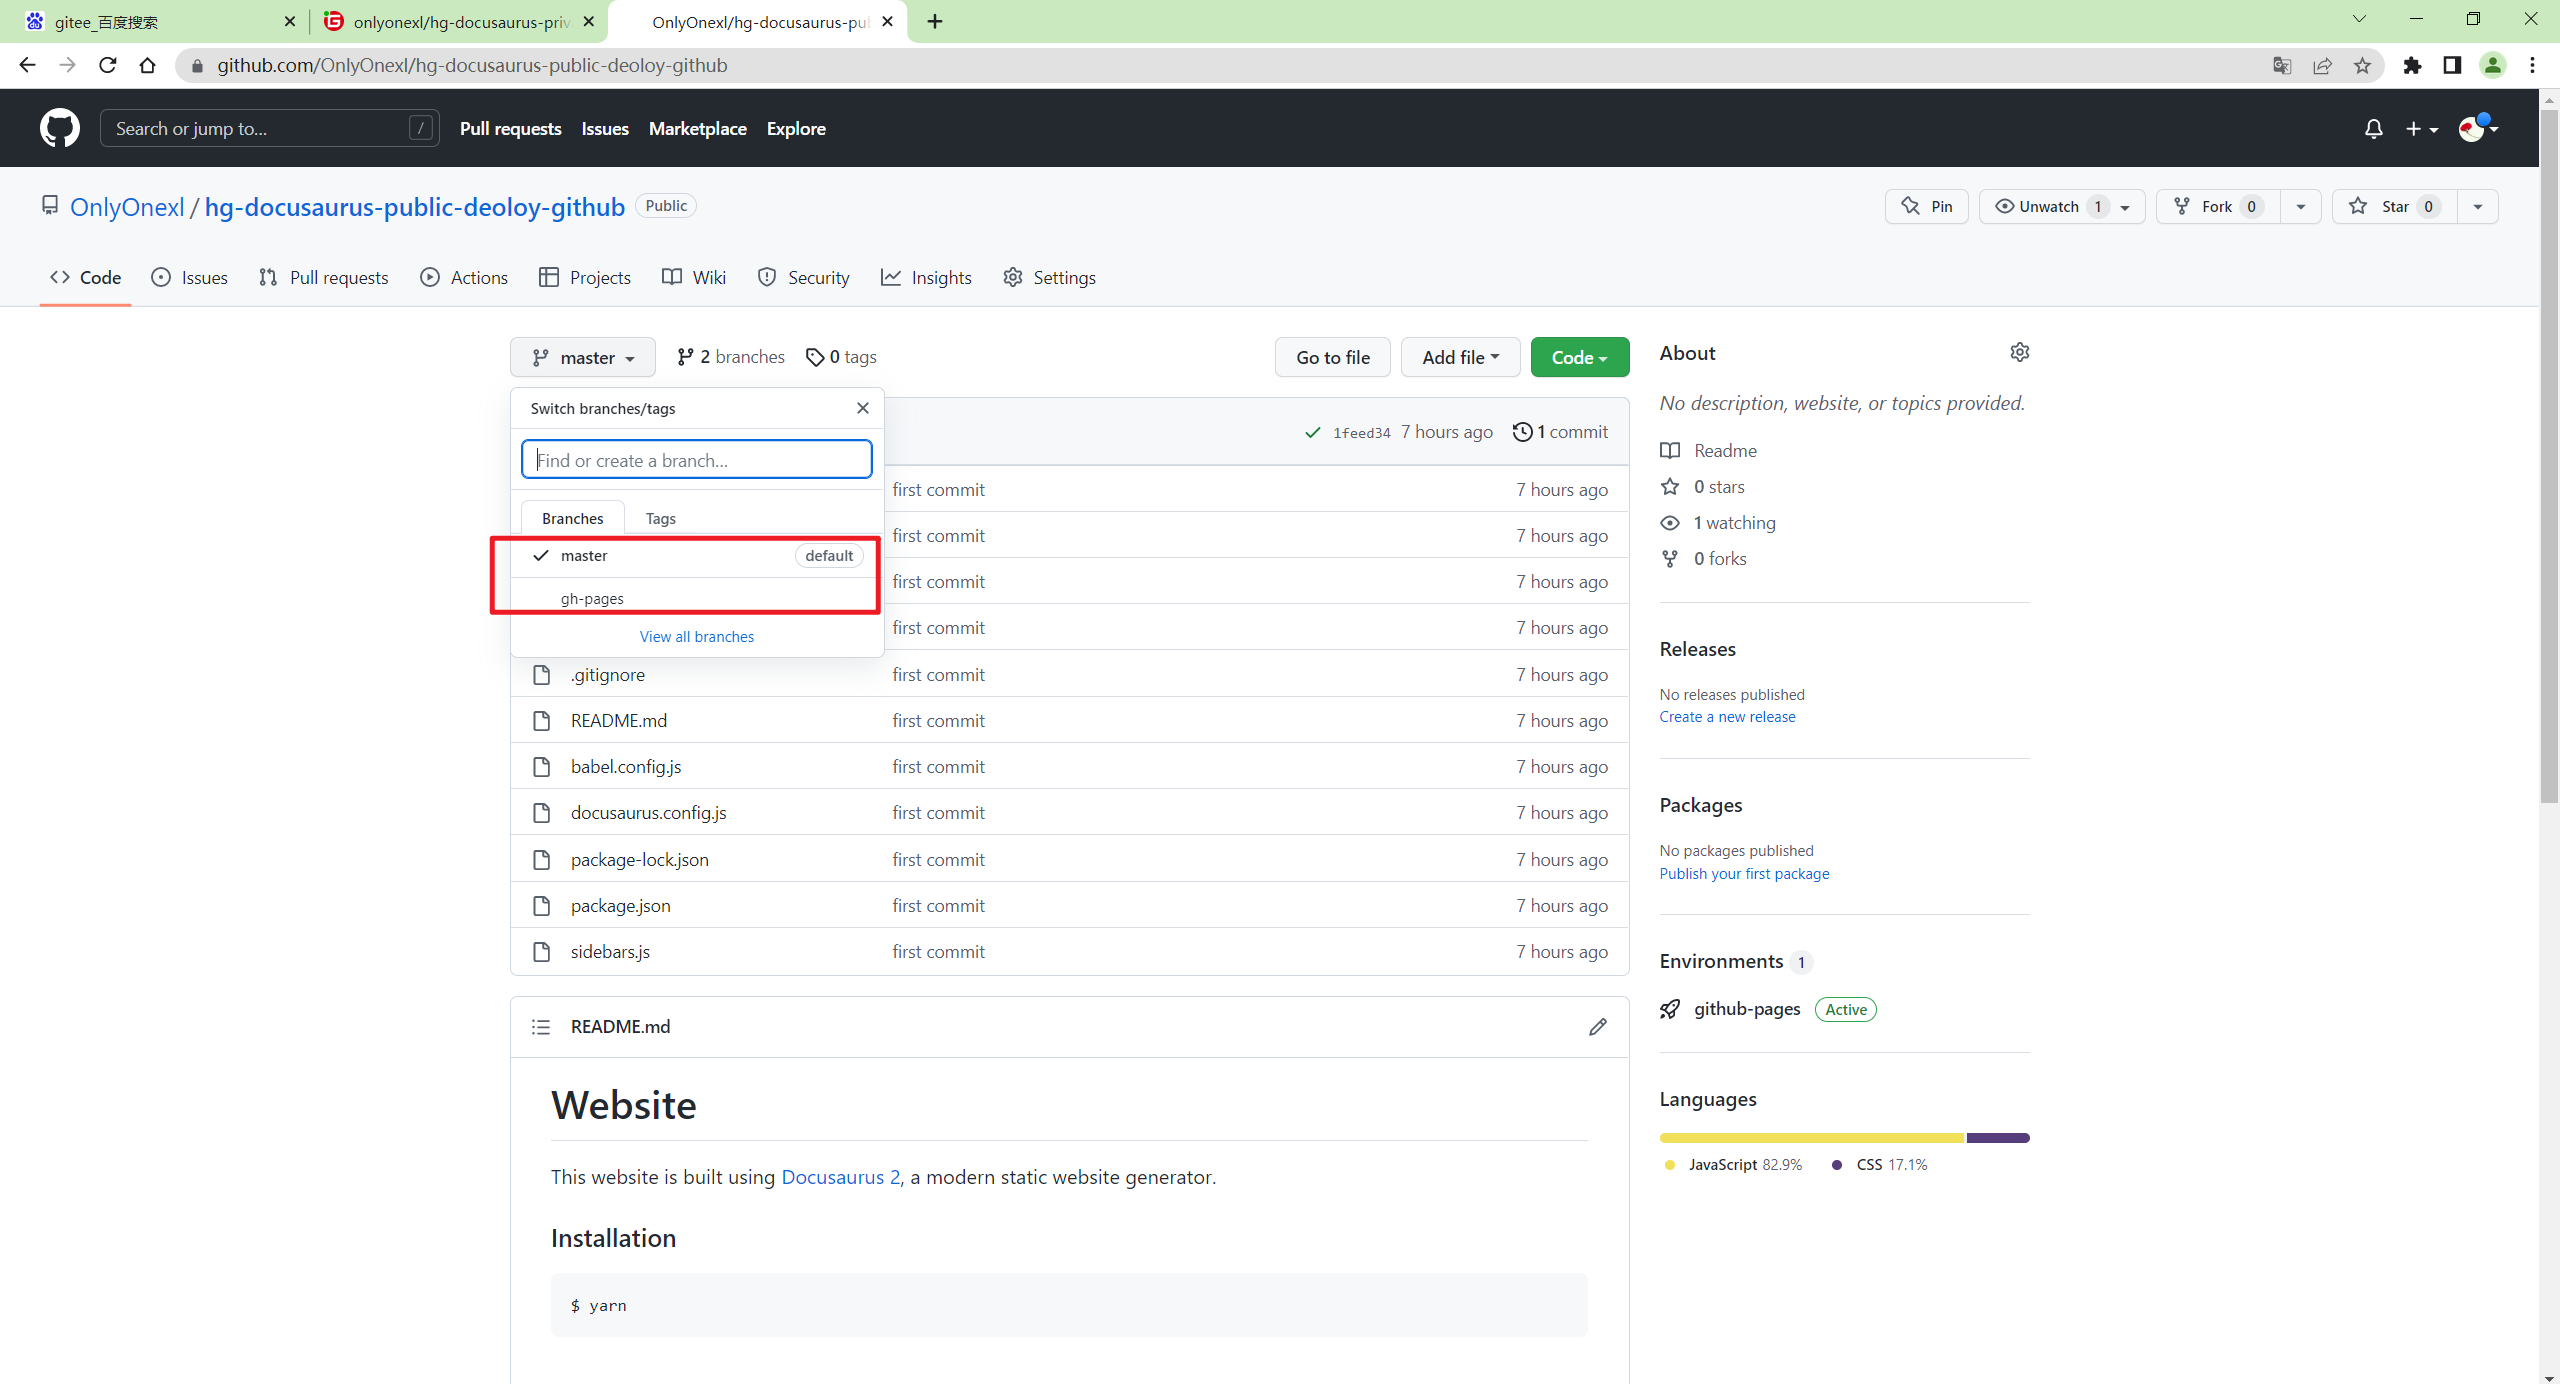 gitee_百度搜索
onlyonexl/hg-docusaurus-priv
OnlyOnexl/hg-docusaurus-pub
github.com/OnlyOnexl/hg-docusaurus-public-deoloy-github
Search or jump to... /
Pull requests Issues Marketplace Explore
OnlyOnexl / hg-docusaurus-public-deoloy-github Public
Pin
Unwatch 1
Fork 0
Star 0
Code Issues Pull requests Actions Projects Wiki Security Insights Settings
master 2 branches 0 tags
Go to file Add file Code
Switch branches/tags
Find or create a branch...
Branches Tags
master default
gh-pages
View all branches
1feed34 7 hours ago 1 commit
first commit 7 hours ago
first commit 7 hours ago
first commit 7 hours ago
first commit 7 hours ago
.gitignore first commit 7 hours ago
README.md first commit 7 hours ago
babel.config.js first commit 7 hours ago
docusaurus.config.js first commit 7 hours ago
package-lock.json first commit 7 hours ago
package.json first commit 7 hours ago
sidebars.js first commit 7 hours ago
README.md
Website
This website is built using Docusaurus 2, a modern static website generator.
Installation
$ yarn
About
No description, website, or topics provided.
Readme
0 stars
1 watching
0 forks
Releases
No releases published
Create a new release
Packages
No packages published
Publish your first package
Environments 1
github-pages Active
Languages
JavaScript 82.9% CSS 17.1%